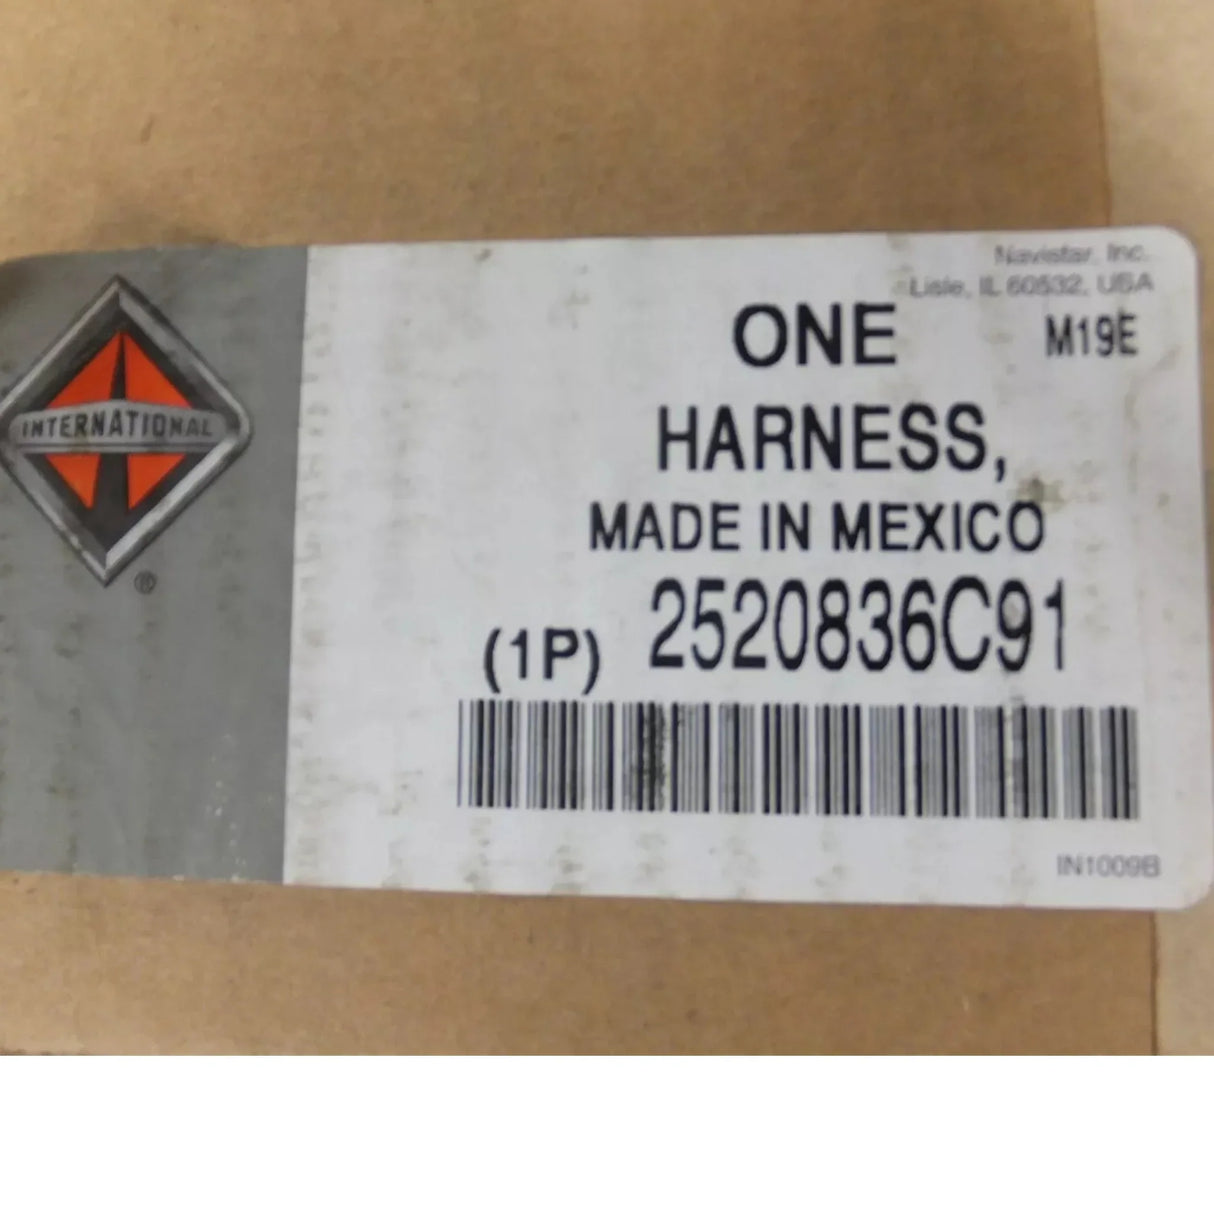 INTERNATIONAL
®
Navistar, Inc.
Lisle, IL 60532, USA
ONE
M19E
HARNESS,
MADE IN MEXICO
(1P) 2520836C91
IN1009B